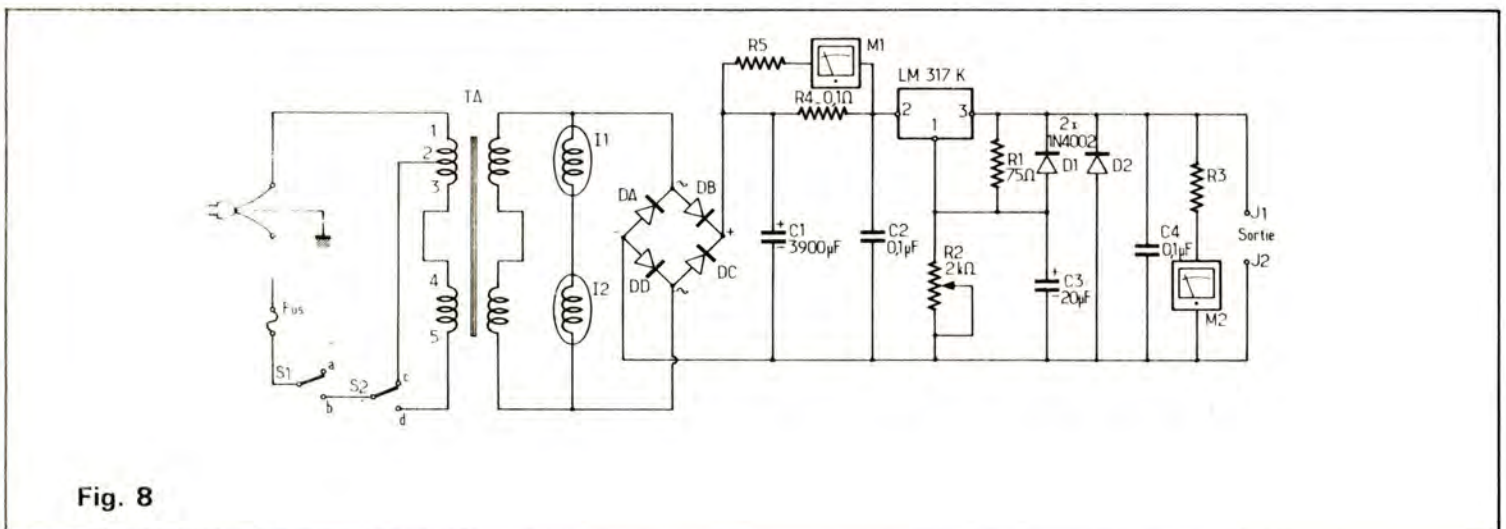 TA
1
2
3
4
5
I1
I2
Fus
S1
a
b
S2
c
d
DA
DB
DC
DD
~
~
-
+
R5
M1
R4_0,1Ω
C1
+
-3900µF
C2
0,1µF
LM 317 K
2
3
1
R1
75Ω
2x
1N4002
D1
D2
R2
2kΩ
+
C3
-20µF
C4
0,1µF
R3
M2
J1
Sortie
J2
Fig. 8